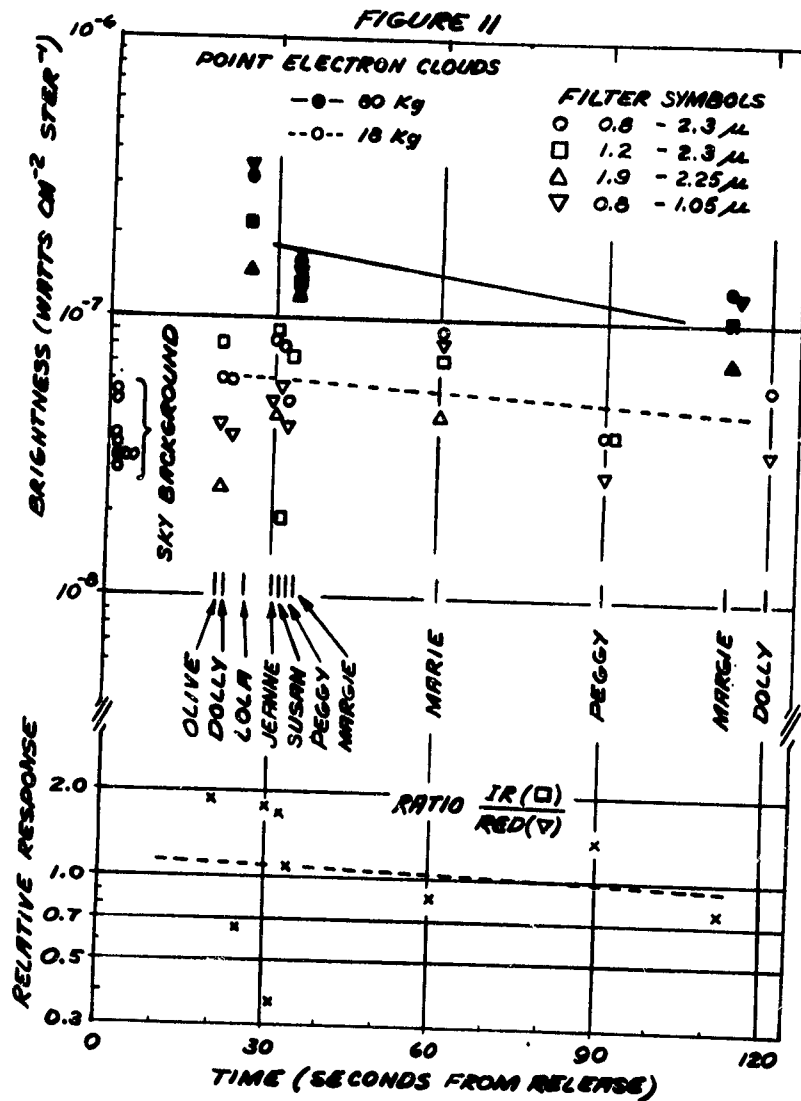 FIGURE 11
10⁻⁶
POINT ELECTRON CLOUDS
—●— 80 Kg
--○-- 18 Kg
FILTER SYMBOLS
○ 0.8 - 2.3 μ
□ 1.2 - 2.3 μ
△ 1.9 - 2.25 μ
▽ 0.8 - 1.05 μ
BRIGHTNESS (WATTS CM⁻² STER⁻¹)
10⁻⁷
SKY BACKGROUND
10⁻⁸
OLIVE
DOLLY
LOLA
JEANNE
SUSAN
PEGGY
MARGIE
MARIE
PEGGY
MARGIE
DOLLY
RELATIVE RESPONSE
RATIO IR(□)
RED(▽)
2.0
1.0
0.7
0.5
0.3
0 30 60 90 120
TIME (SECONDS FROM RELEASE)